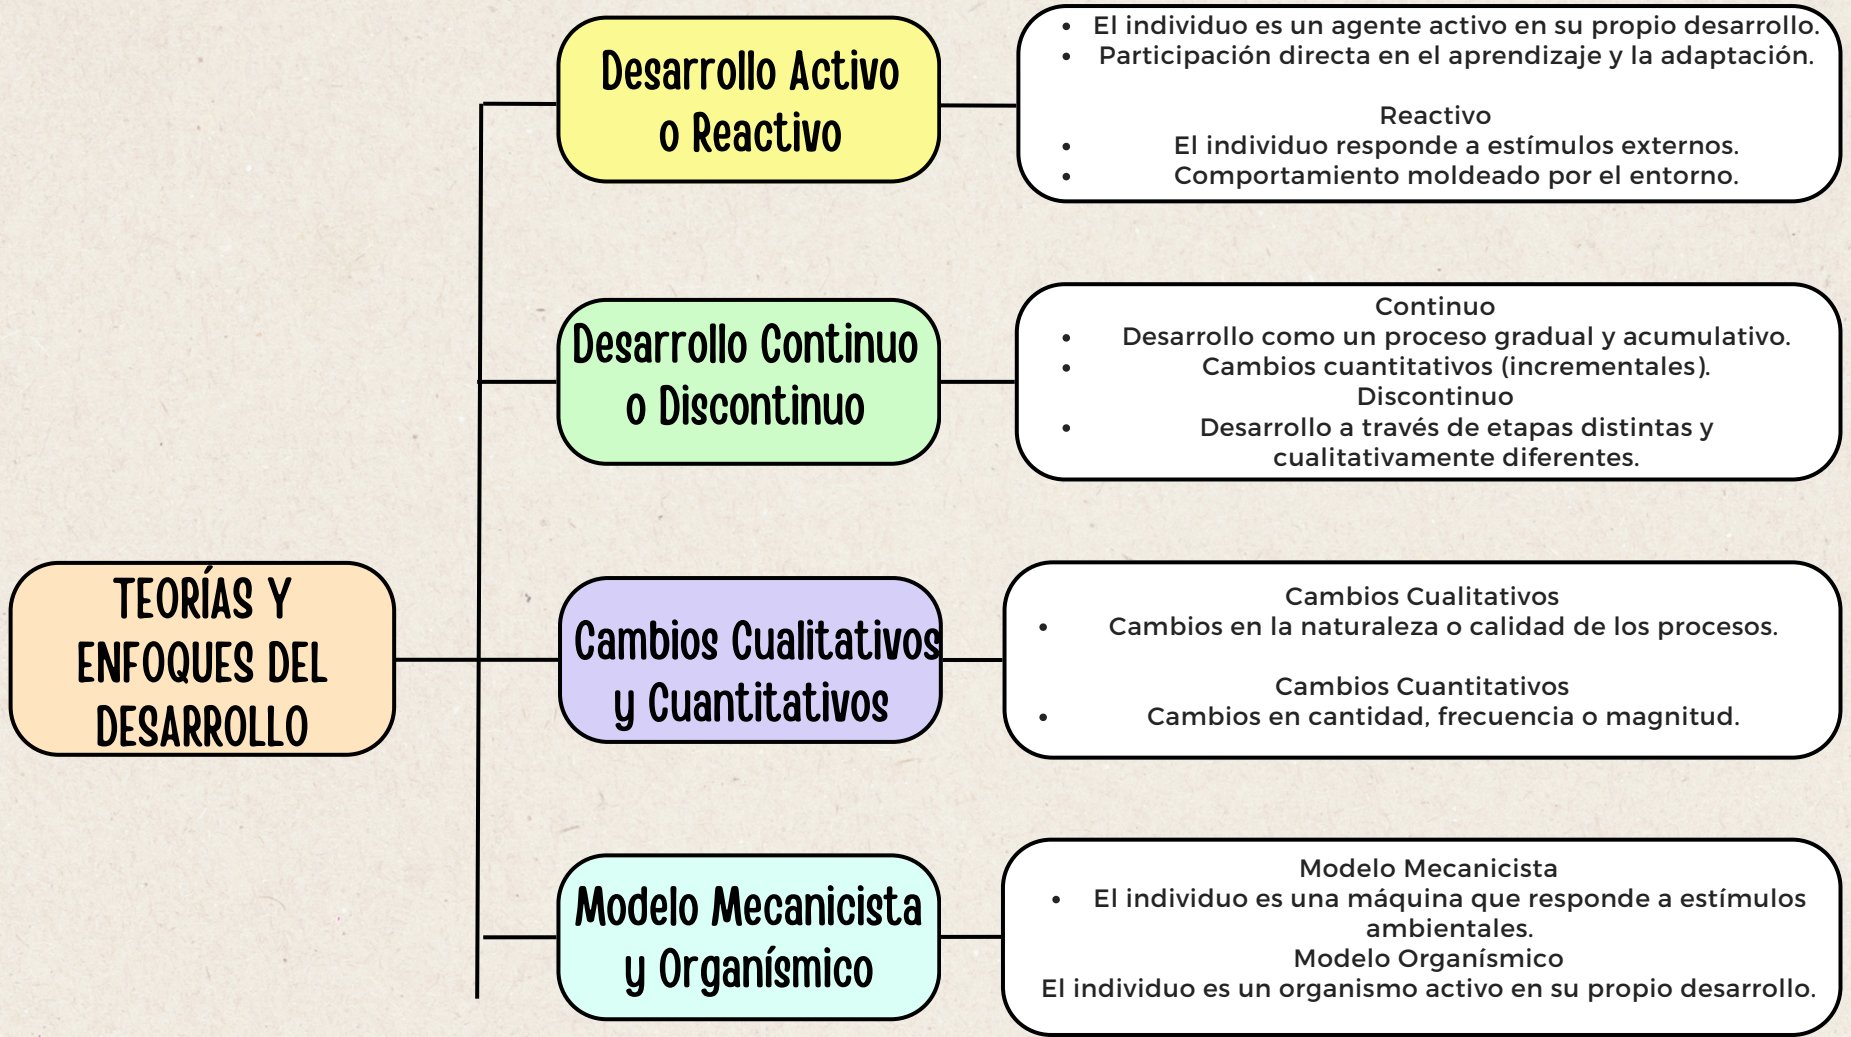 TEORÍAS Y
ENFOQUES DEL
DESARROLLO
Desarrollo Activo
o Reactivo
El individuo es un agente activo en su propio desarrollo.
Participación directa en el aprendizaje y la adaptación.
Reactivo
El individuo responde a estímulos externos.
Comportamiento moldeado por el entorno.
Desarrollo Continuo
o Discontinuo
Continuo
Desarrollo como un proceso gradual y acumulativo.
Cambios cuantitativos (incrementales).
Discontinuo
Desarrollo a través de etapas distintas y
cualitativamente diferentes.
Cambios Cualitativos
y Cuantitativos
Cambios Cualitativos
Cambios en la naturaleza o calidad de los procesos.
Cambios Cuantitativos
Cambios en cantidad, frecuencia o magnitud.
Modelo Mecanicista
y Organísmico
Modelo Mecanicista
El individuo es una máquina que responde a estímulos
ambientales.
Modelo Organísmico
El individuo es un organismo activo en su propio desarrollo.